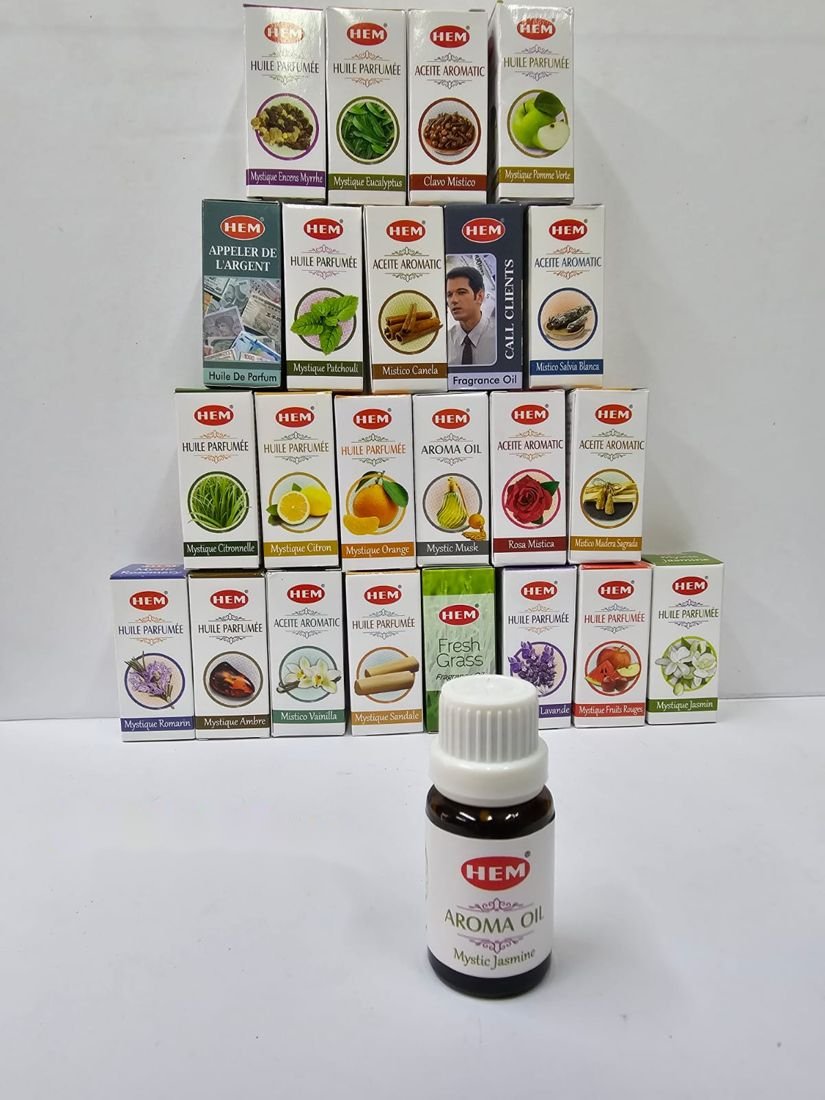 HEM
HUILE PARFUMÉE
Mystique Encens Myrrhe
HEM
HUILE PARFUMÉE
Mystique Eucalyptus
HEM
ACEITE AROMATIC
Clavo Mistico
HEM
HUILE PARFUMÉE
Mystique Pomme Verte
HEM
APPELER DE
L'ARGENT
Huile De Parfum
HEM
HUILE PARFUMÉE
Mystique Patchouli
HEM
ACEITE AROMATIC
Mistico Canela
HEM
CALL CLIENTS
Fragrance Oil
HEM
ACEITE AROMATIC
Mistico Salvia Blanca
HEM
HUILE PARFUMÉE
Mystique Citronnelle
HEM
HUILE PARFUMÉE
Mystique Citron
HEM
HUILE PARFUMÉE
Mystique Orange
HEM
AROMA OIL
Mystic Musk
HEM
ACEITE AROMATIC
Rosa Mistica
HEM
ACEITE AROMATIC
Mistico Madera Sagrada
HEM
HUILE PARFUMÉE
Mystique Romarin
HEM
HUILE PARFUMÉE
Mystique Ambre
HEM
ACEITE AROMATIC
Mistico Vainilla
HEM
HUILE PARFUMÉE
Mystique Sandale
HEM
Fresh
Grass
HEM
HUILE PARFUMÉE
Lavande
HEM
HUILE PARFUMÉE
Mystique Fruits Rouges
HEM
HUILE PARFUMÉE
Mystique Jasmin
HEM
AROMA OIL
Mystic Jasmine